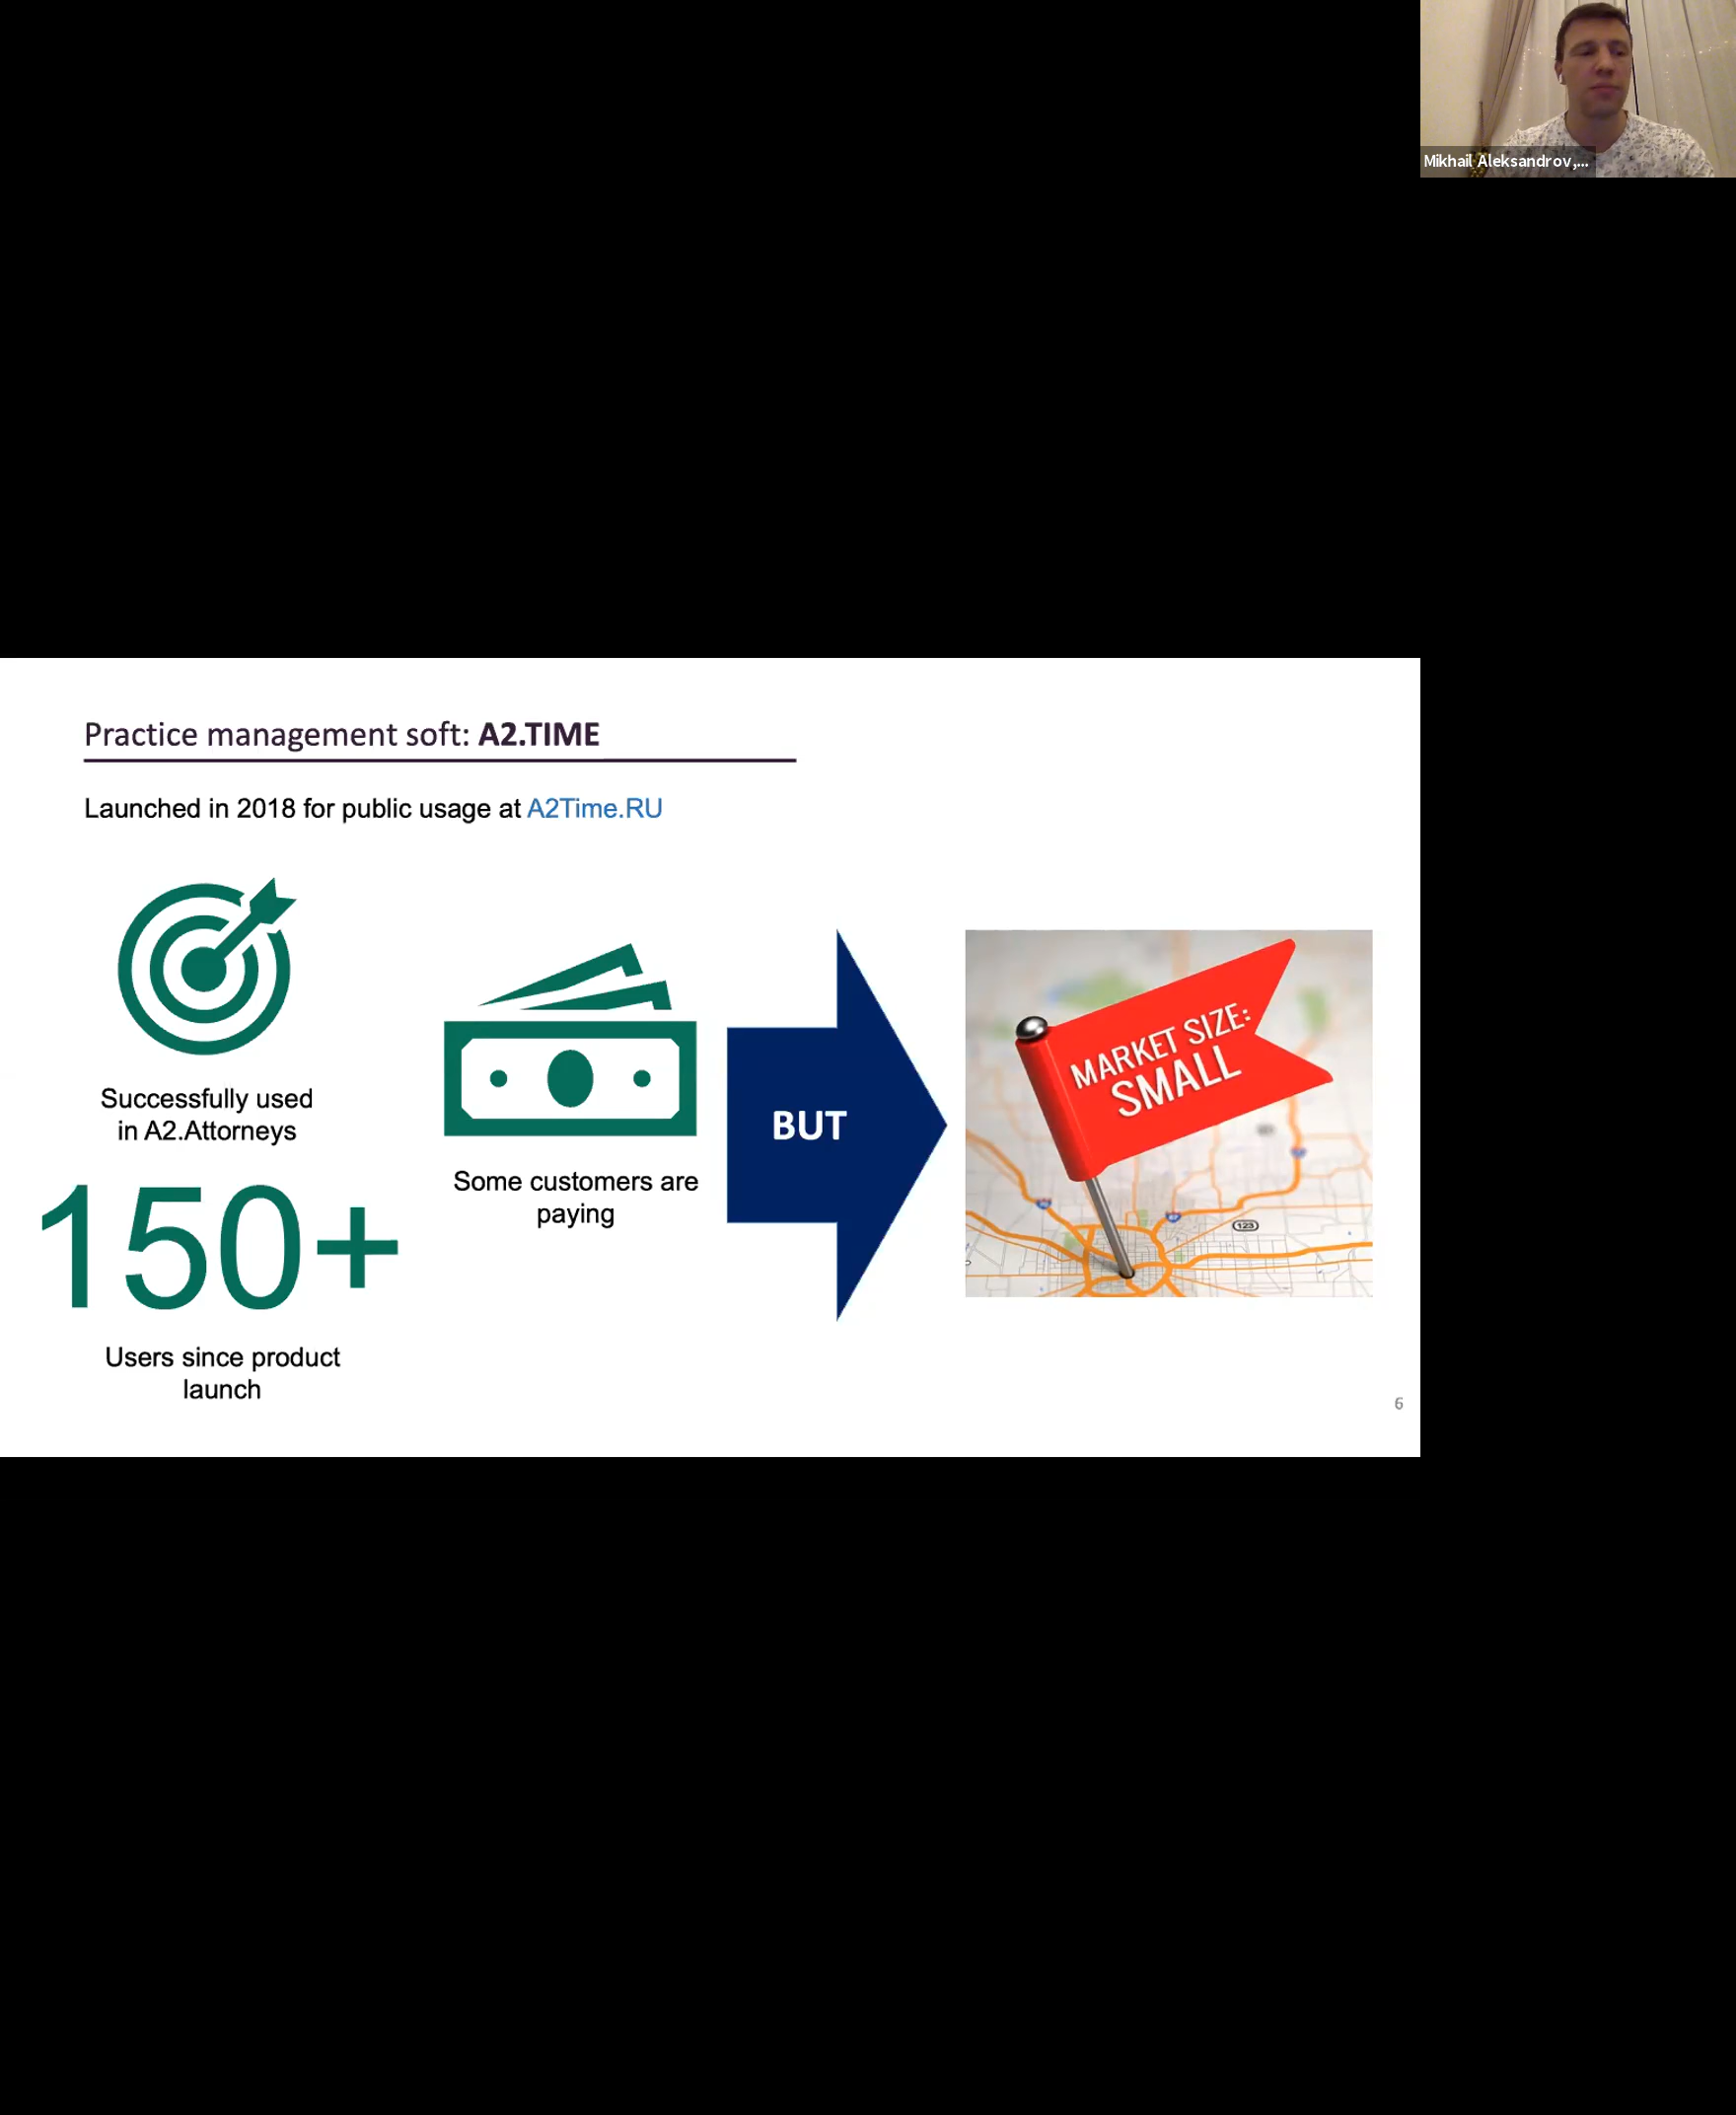 Mikhail Aleksandrov,...
Practice management soft: A2.TIME
Launched in 2018 for public usage at A2Time.RU
Successfully used
in A2.Attorneys
150+
Users since product
launch
Some customers are
paying
BUT
MARKET SIZE:
SMALL
123
6